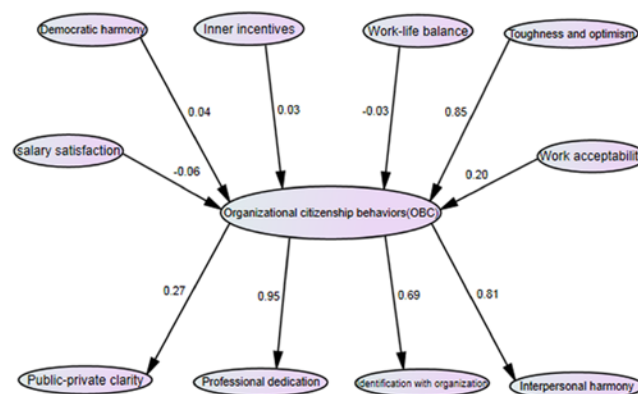 Democratic harmony
Inner incentives
Work-life balance
Toughness and optimism
0.04
0.03
-0.03
0.85
salary satisfaction
Work acceptabilit
-0.06
0.20
Organizational citizenship behaviors(OBC)
0.27
0.95
0.69
0.81
Public-private clarity
Professional dedication
identification with organization
Interpersonal harmony